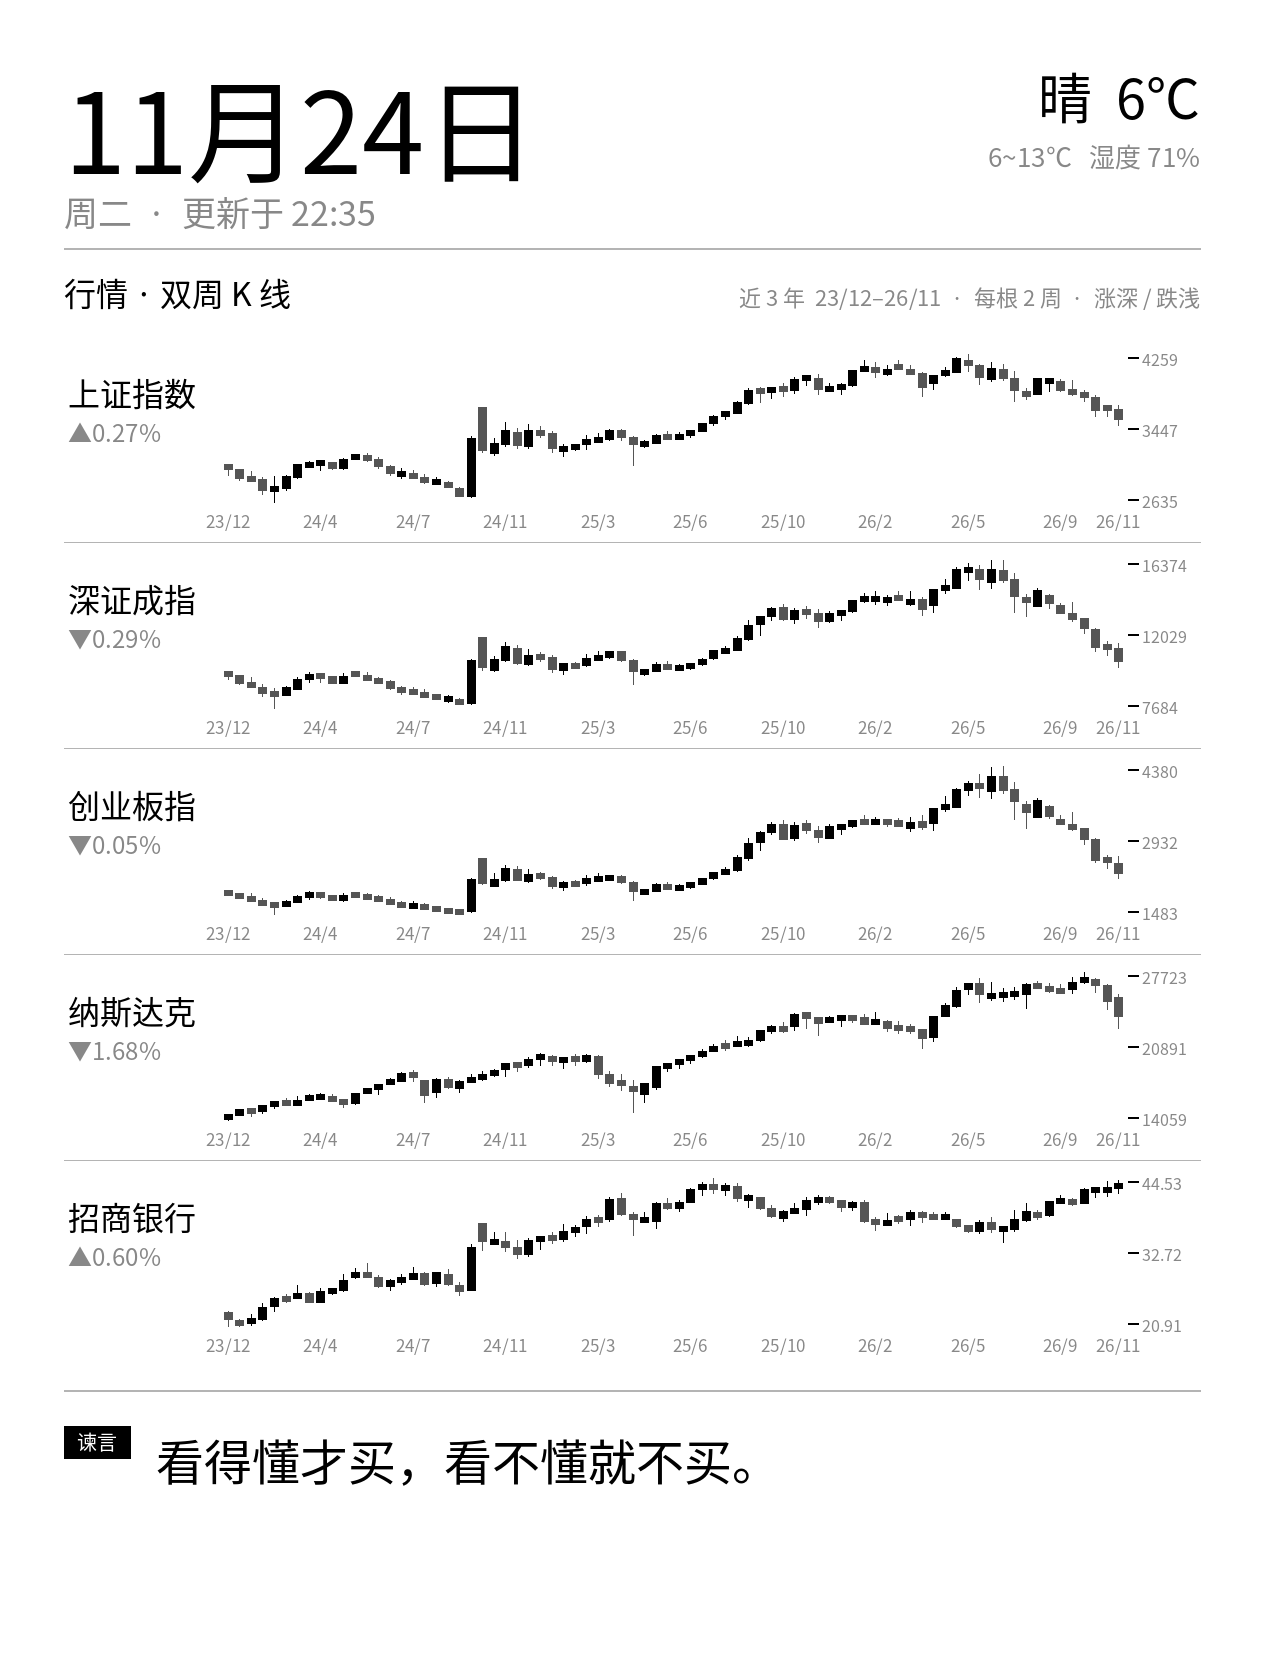 11月24日
晴 6℃
6~13℃ 湿度 71%
周二 · 更新于 22:35
行情 · 双周 K 线
近 3 年 23/12–26/11 · 每根 2 周 · 涨深 / 跌浅
上证指数
▲0.27%
4259
3447
2635
23/12 24/4 24/7 24/11 25/3 25/6 25/10 26/2 26/5 26/9 26/11
深证成指
▼0.29%
16374
12029
7684
23/12 24/4 24/7 24/11 25/3 25/6 25/10 26/2 26/5 26/9 26/11
创业板指
▼0.05%
4380
2932
1483
23/12 24/4 24/7 24/11 25/3 25/6 25/10 26/2 26/5 26/9 26/11
纳斯达克
▼1.68%
27723
20891
14059
23/12 24/4 24/7 24/11 25/3 25/6 25/10 26/2 26/5 26/9 26/11
招商银行
▲0.60%
44.53
32.72
20.91
23/12 24/4 24/7 24/11 25/3 25/6 25/10 26/2 26/5 26/9 26/11
谏言
看得懂才买，看不懂就不买。